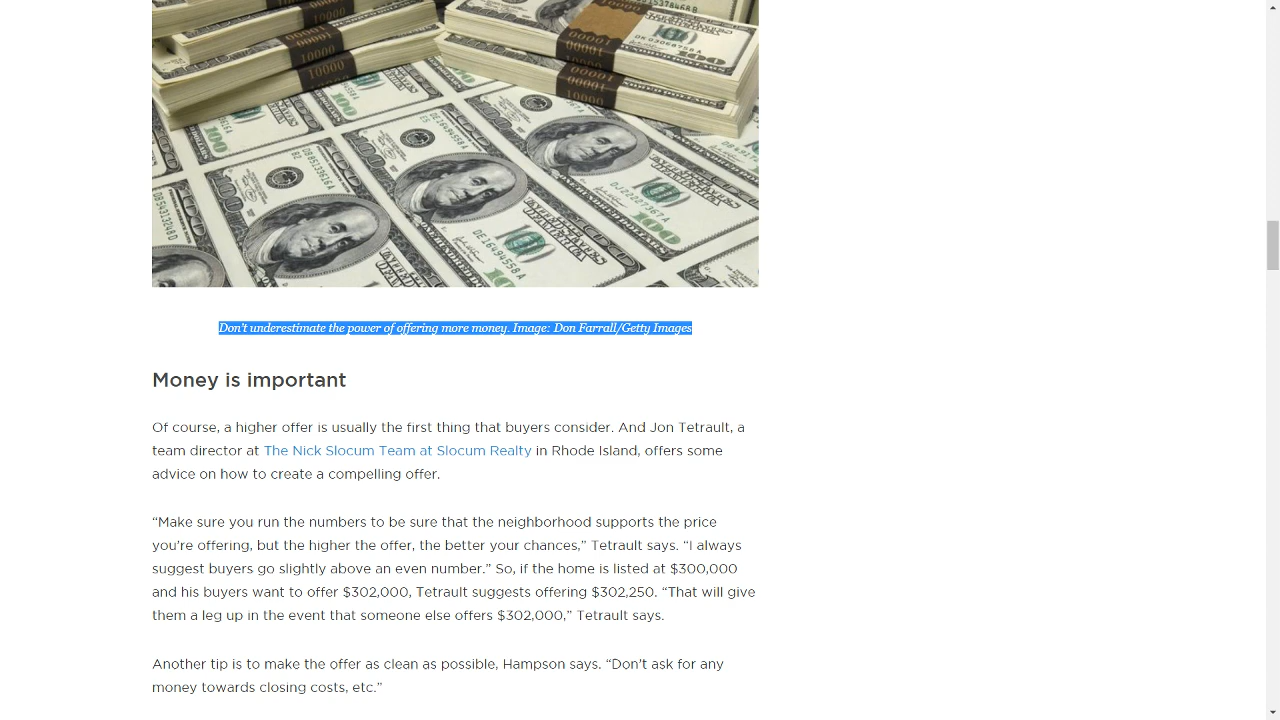 10000
10000
10000
00001
00001
10000
Don't underestimate the power of offering more money. Image: Don Farrall/Getty Images
Money is important
Of course, a higher offer is usually the first thing that buyers consider. And Jon Tetrault, a
team director at The Nick Slocum Team at Slocum Realty in Rhode Island, offers some
advice on how to create a compelling offer.
“Make sure you run the numbers to be sure that the neighborhood supports the price
you're offering, but the higher the offer, the better your chances,” Tetrault says. “I always
suggest buyers go slightly above an even number.” So, if the home is listed at $300,000
and his buyers want to offer $302,000, Tetrault suggests offering $302,250. “That will give
them a leg up in the event that someone else offers $302,000,” Tetrault says.
Another tip is to make the offer as clean as possible, Hampson says. “Don't ask for any
money towards closing costs, etc.”